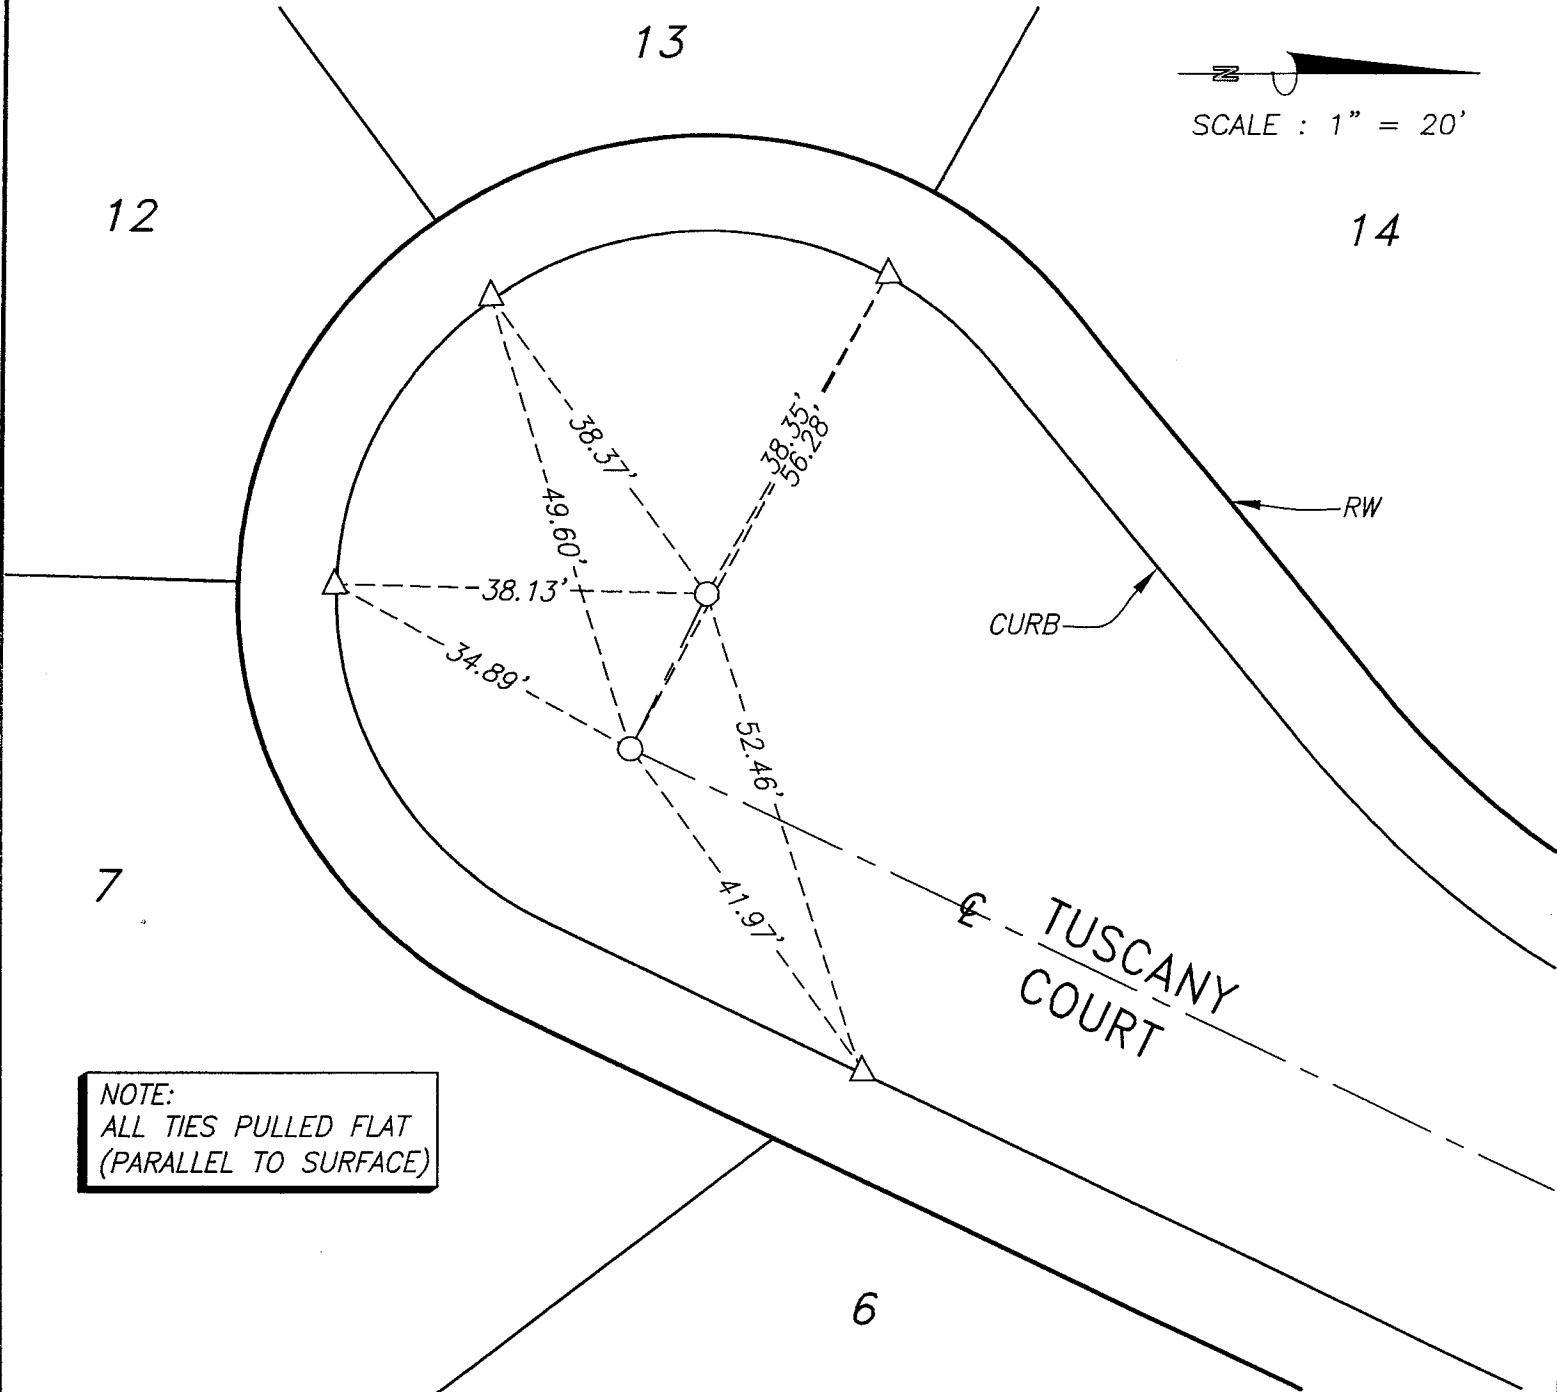 13
N
SCALE : 1" = 20'
12
14
38.37'
38.35'
56.28'
49.60'
RW
38.13'
CURB
34.89'
52.46'
7
41.97'
℄ TUSCANY
COURT
NOTE:
ALL TIES PULLED FLAT
(PARALLEL TO SURFACE)
6